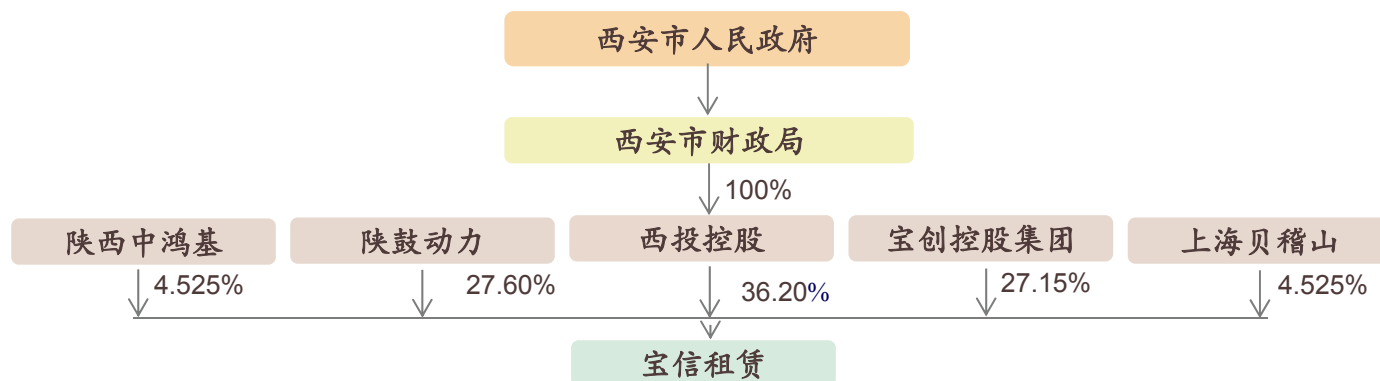 西安市人民政府
西安市财政局
100%
陕西中鸿基 陕鼓动力 西投控股 宝创控股集团 上海贝稽山
4.525% 27.60% 36.20% 27.15% 4.525%
宝信租赁